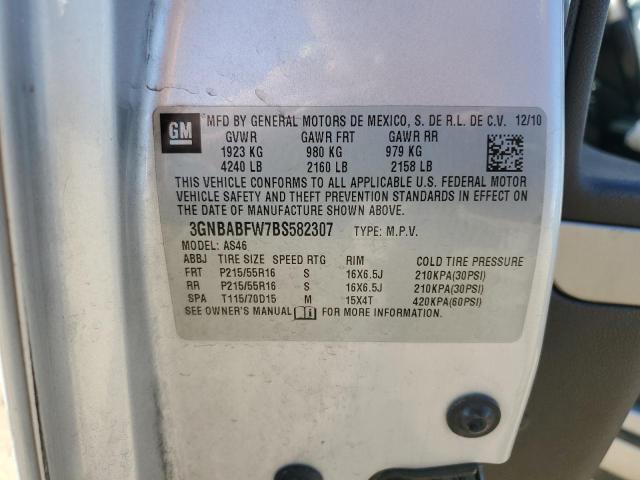 GM MFD BY GENERAL MOTORS DE MEXICO, S. DE R.L. DE C.V. 12/10
GVWR GAWR FRT GAWR RR
1923 KG 980 KG 979 KG
4240 LB 2160 LB 2158 LB
THIS VEHICLE CONFORMS TO ALL APPLICABLE U.S. FEDERAL MOTOR
VEHICLE SAFETY AND THEFT PREVENTION STANDARDS IN EFFECT ON
THE DATE OF MANUFACTURE SHOWN ABOVE.
3GNBABFW7BS582307 TYPE: M.P.V.
MODEL: AS46
ABBJ TIRE SIZE SPEED RTG RIM COLD TIRE PRESSURE
FRT P215/55R16 S 16X6.5J 210KPA(30PSI)
RR P215/55R16 S 16X6.5J 210KPA(30PSI)
SPA T115/70D15 M 15X4T 420KPA(60PSI)
SEE OWNER'S MANUAL FOR MORE INFORMATION.